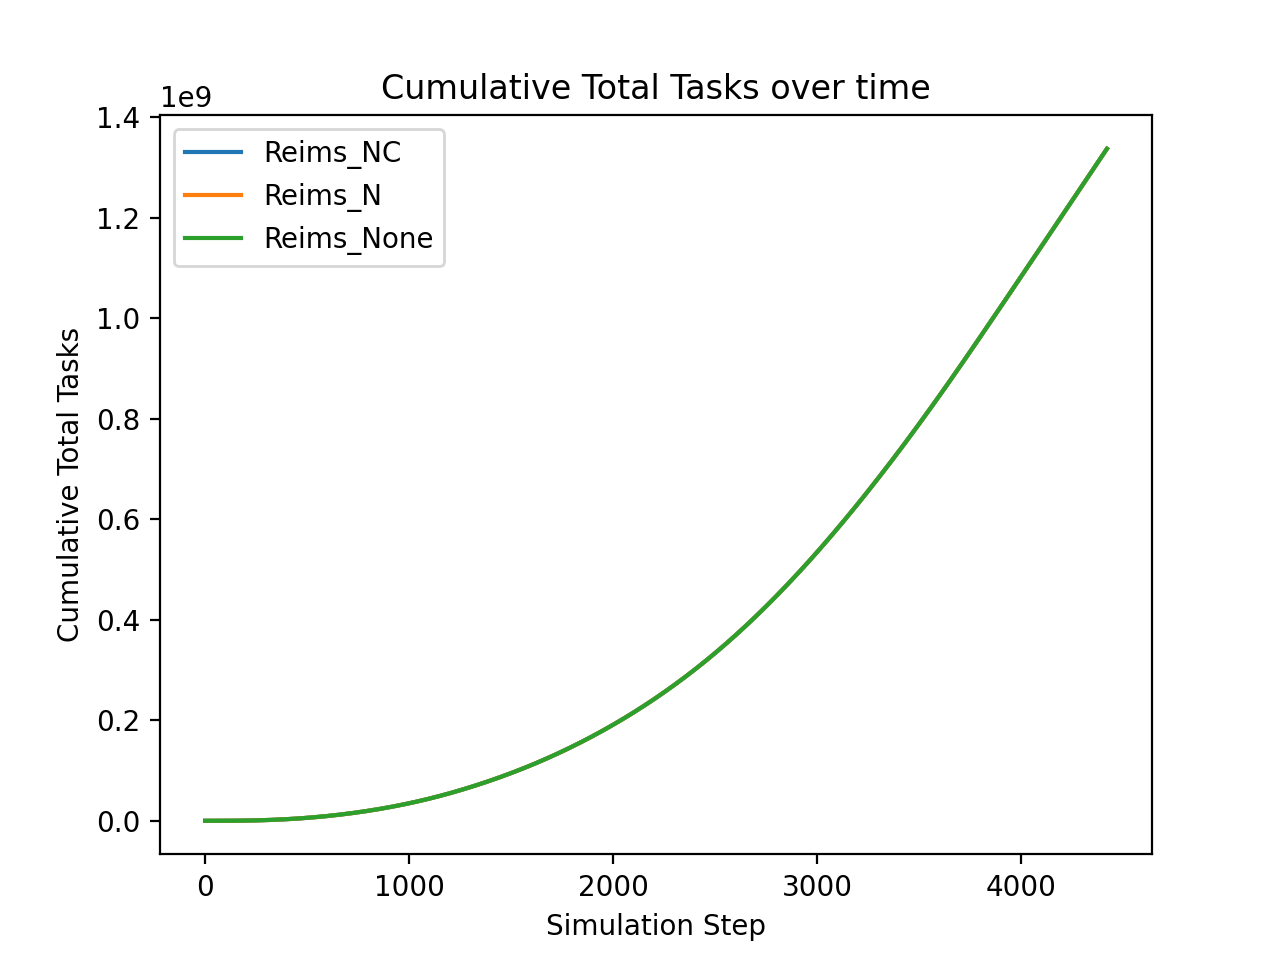 Cumulative Total Tasks over time
1e9
1.4
1.2
1.0
0.8
0.6
0.4
0.2
0.0
Cumulative Total Tasks
Reims_NC
Reims_N
Reims_None
0 1000 2000 3000 4000
Simulation Step